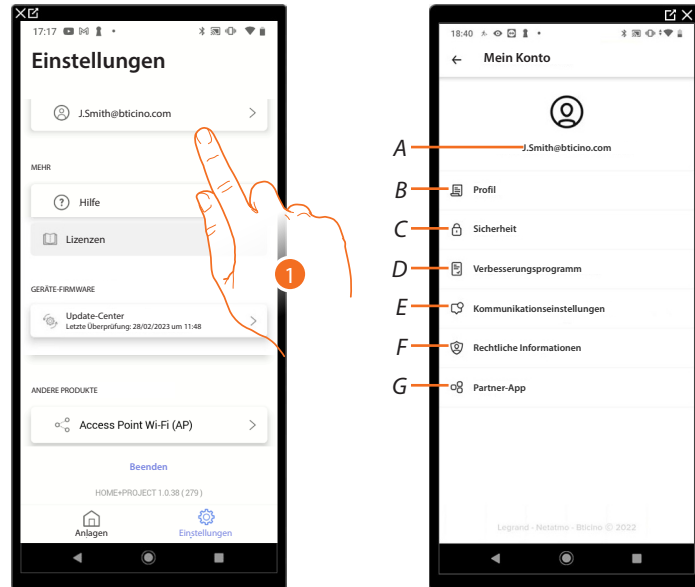 17:17
Einstellungen
J.Smith@bticino.com
MEHR
Hilfe
Lizenzen
1
GERÄTE-FIRMWARE
Update-Center
Letzte Überprüfung: 28/02/2023 um 11:48
ANDERE PRODUKTE
Access Point Wi-Fi (AP)
Beenden
HOME+PROJECT 1.0.38 ( 279 )
Anlagen
Einstellungen
18:40
Mein Konto
A
J.Smith@bticino.com
B
Profil
C
Sicherheit
D
Verbesserungsprogramm
E
Kommunikationseinstellungen
F
Rechtliche Informationen
G
Partner-App
Legrand - Netatmo - Bticino © 2022